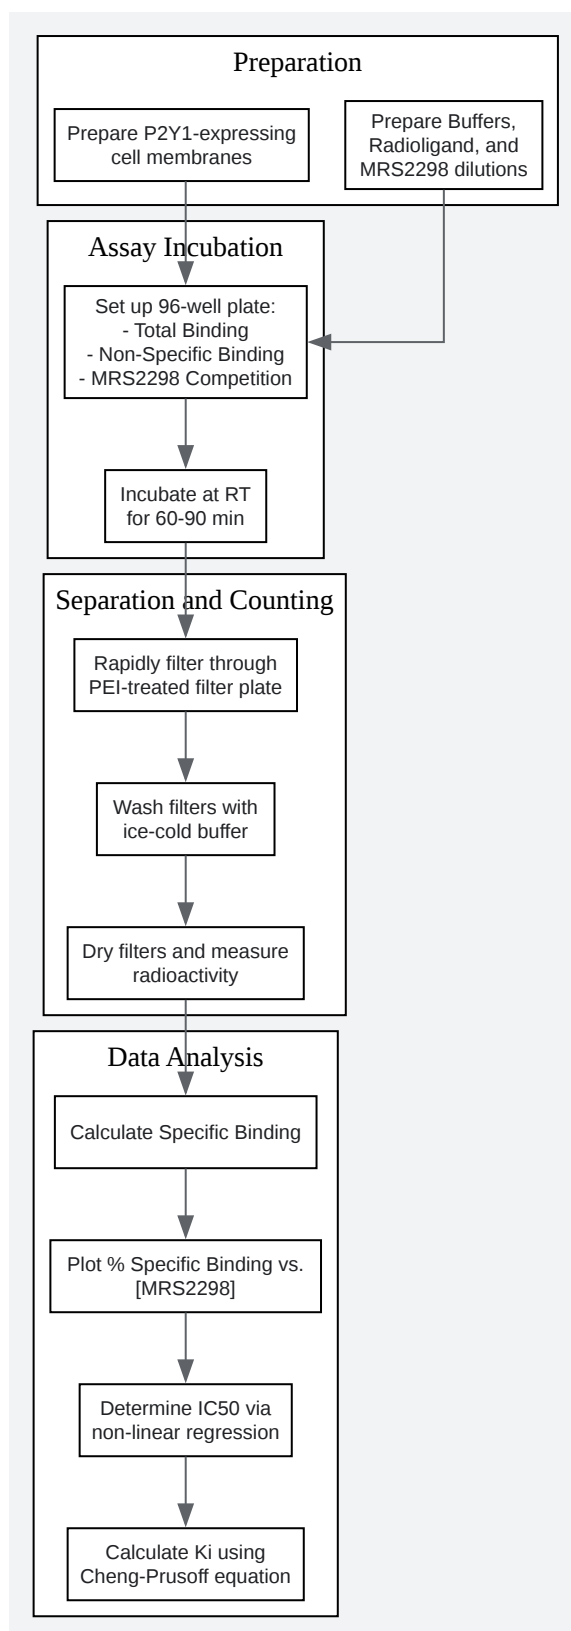 Preparation
Prepare P2Y1-expressing
cell membranes
Prepare Buffers,
Radioligand, and
MRS2298 dilutions
Assay Incubation
Set up 96-well plate:
- Total Binding
- Non-Specific Binding
- MRS2298 Competition
Incubate at RT
for 60-90 min
Separation and Counting
Rapidly filter through
PEI-treated filter plate
Wash filters with
ice-cold buffer
Dry filters and measure
radioactivity
Data Analysis
Calculate Specific Binding
Plot % Specific Binding vs.
[MRS2298]
Determine IC50 via
non-linear regression
Calculate Ki using
Cheng-Prusoff equation